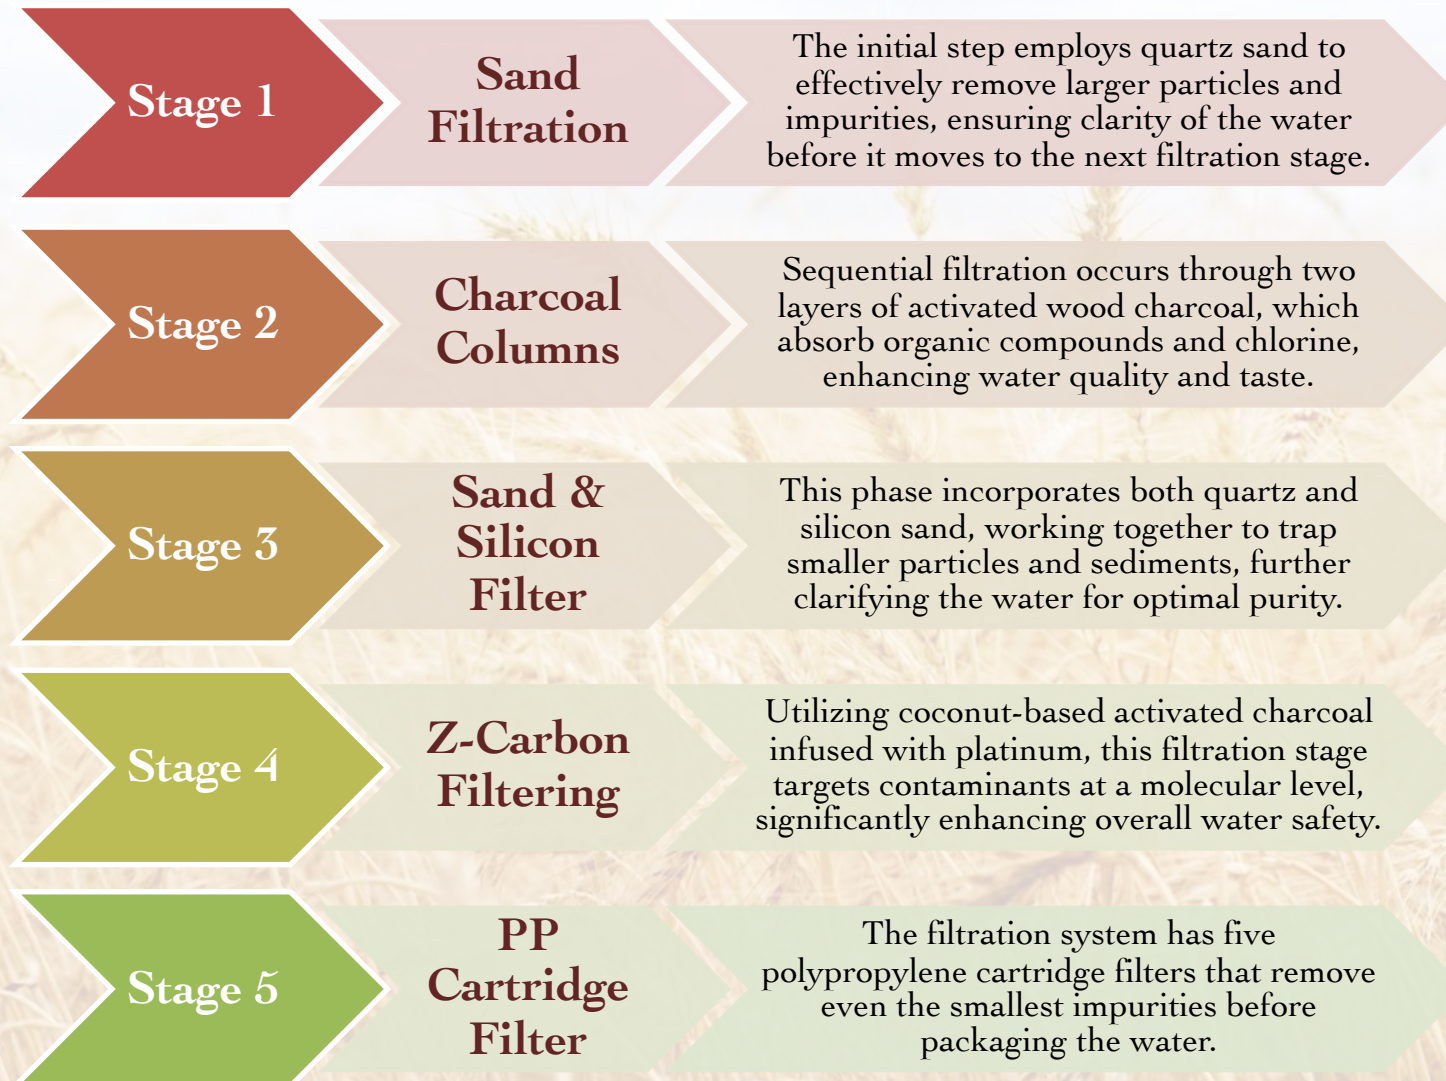 Stage 1
Sand
Filtration
The initial step employs quartz sand to
effectively remove larger particles and
impurities, ensuring clarity of the water
before it moves to the next filtration stage.
Stage 2
Charcoal
Columns
Sequential filtration occurs through two
layers of activated wood charcoal, which
absorb organic compounds and chlorine,
enhancing water quality and taste.
Stage 3
Sand &
Silicon
Filter
This phase incorporates both quartz and
silicon sand, working together to trap
smaller particles and sediments, further
clarifying the water for optimal purity.
Stage 4
Z-Carbon
Filtering
Utilizing coconut-based activated charcoal
infused with platinum, this filtration stage
targets contaminants at a molecular level,
significantly enhancing overall water safety.
Stage 5
PP
Cartridge
Filter
The filtration system has five
polypropylene cartridge filters that remove
even the smallest impurities before
packaging the water.